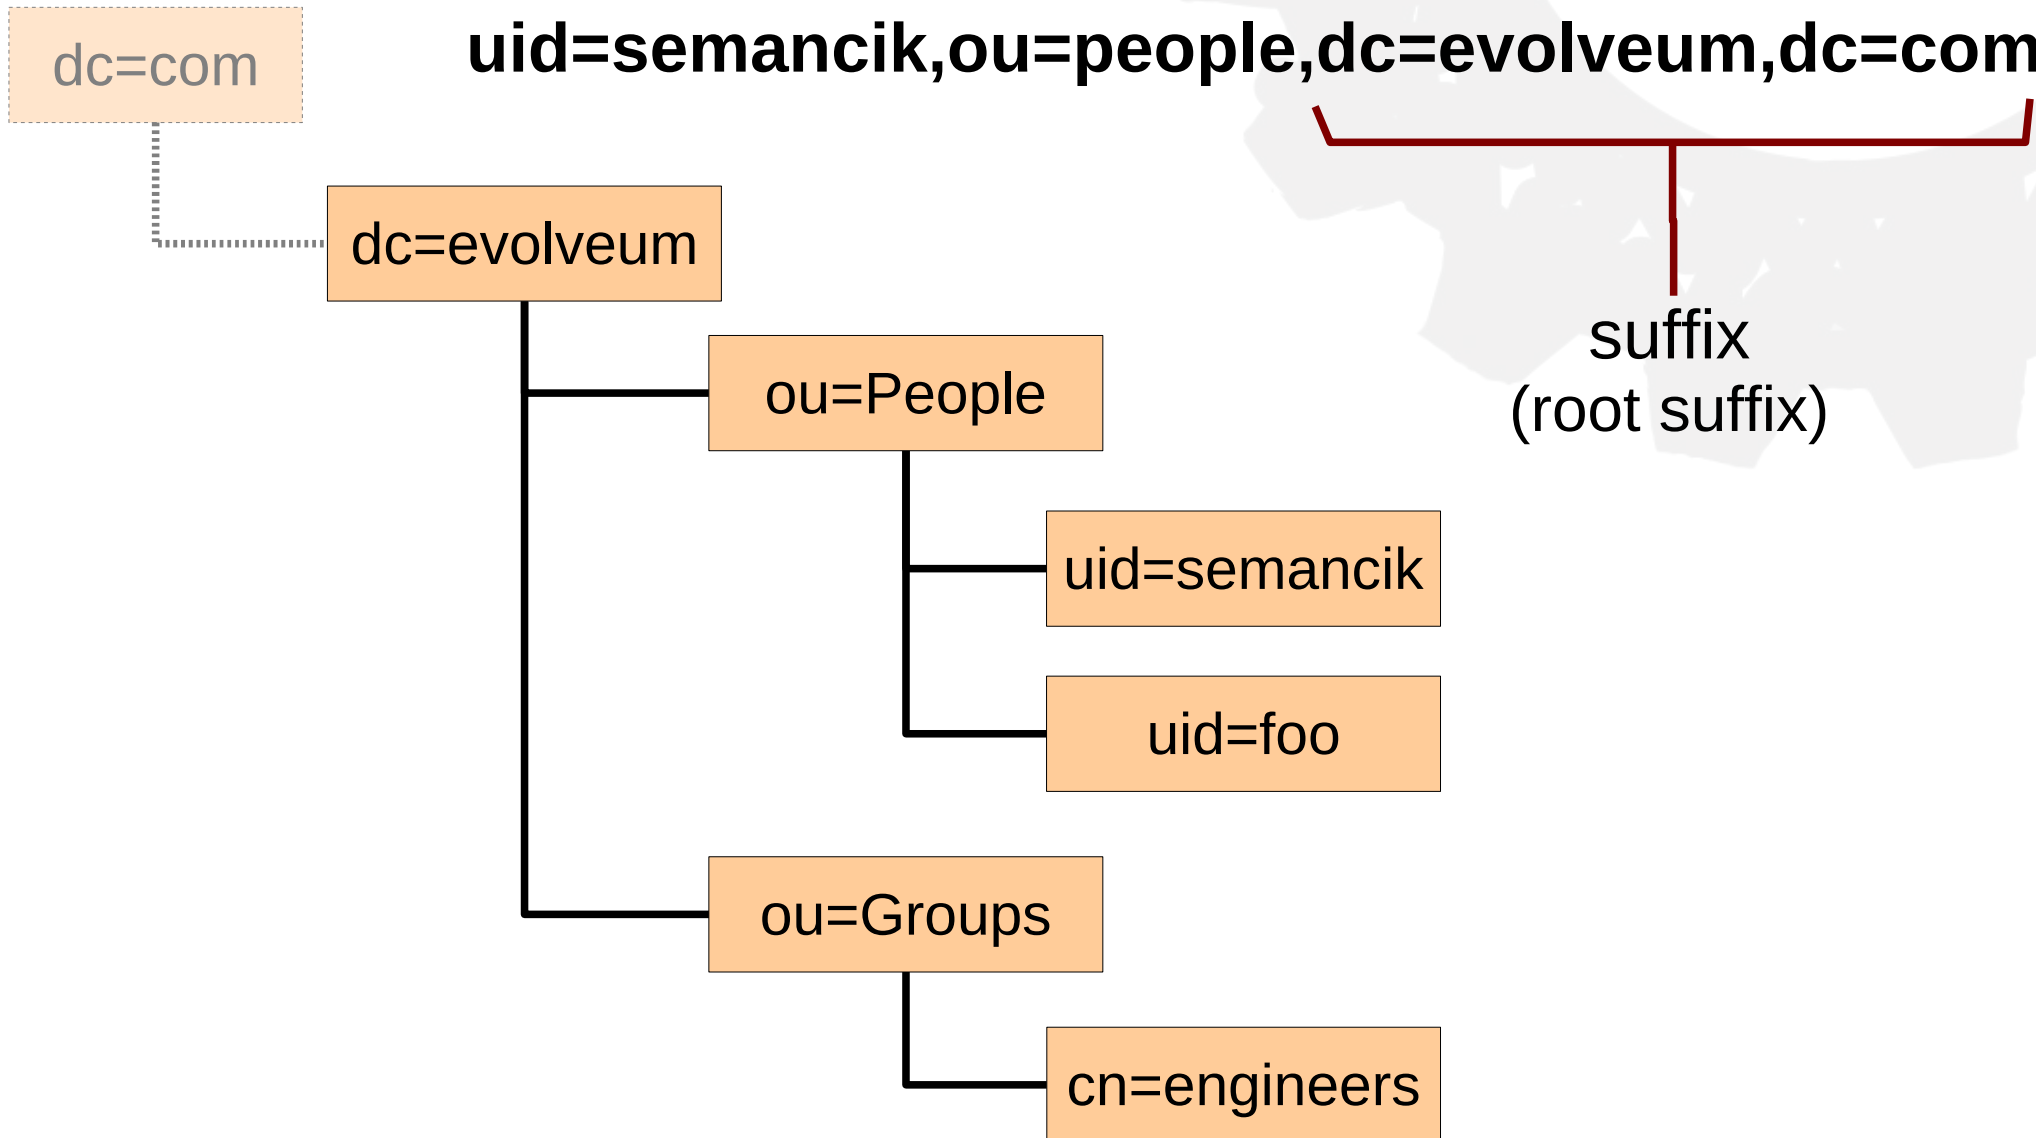 dc=com
uid=semancik,ou=people,dc=evolveum,dc=com
dc=evolveum
suffix
(root suffix)
ou=People
uid=semancik
uid=foo
ou=Groups
cn=engineers